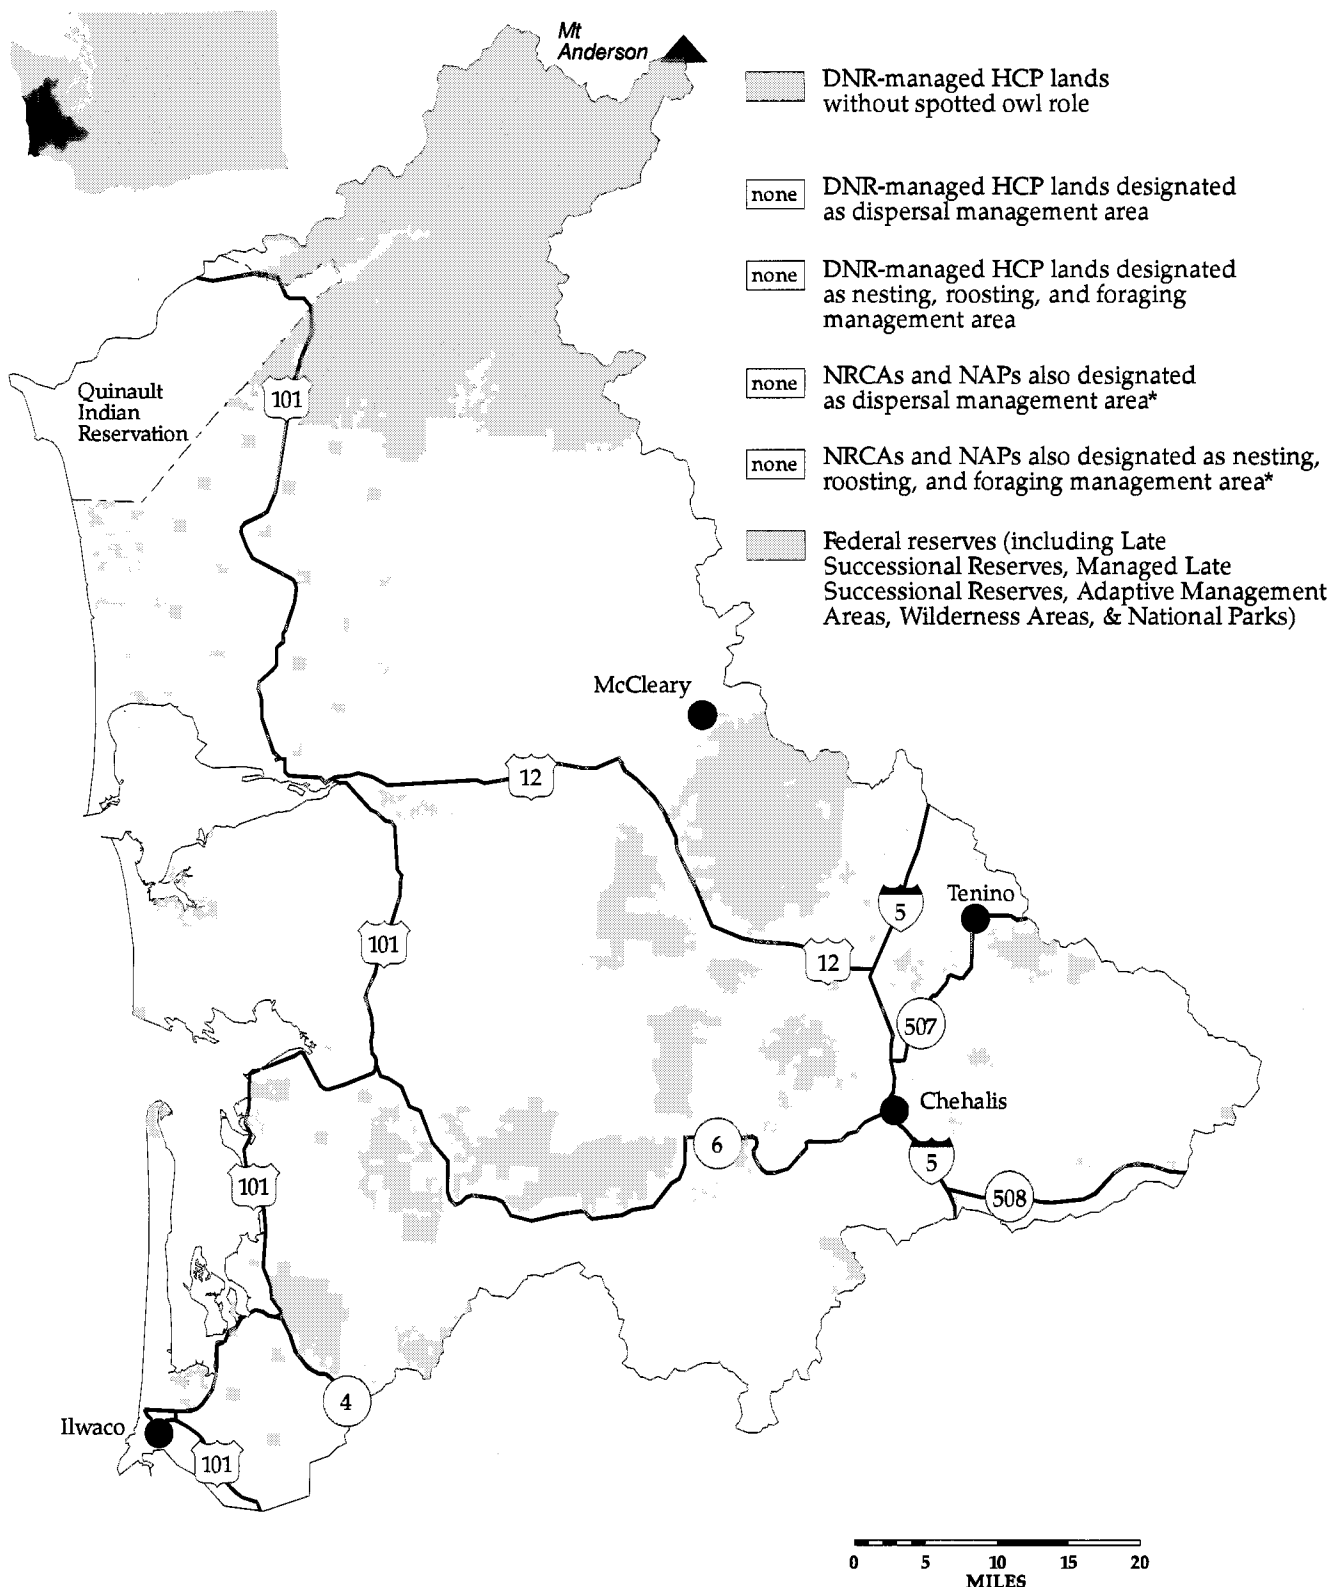 Mt
Anderson
DNR-managed HCP lands
without spotted owl role
none
DNR-managed HCP lands designated
as dispersal management area
none
DNR-managed HCP lands designated
as nesting, roosting, and foraging
management area
none
NRCAs and NAPs also designated
as dispersal management area*
none
NRCAs and NAPs also designated as nesting,
roosting, and foraging management area*
Federal reserves (including Late
Successional Reserves, Managed Late
Successional Reserves, Adaptive Management
Areas, Wilderness Areas, & National Parks)
Quinault
Indian
Reservation
101
McCleary
12
5
Tenino
101
12
507
Chehalis
6
5
101
508
4
Ilwaco
101
0 5 10 15 20
MILES